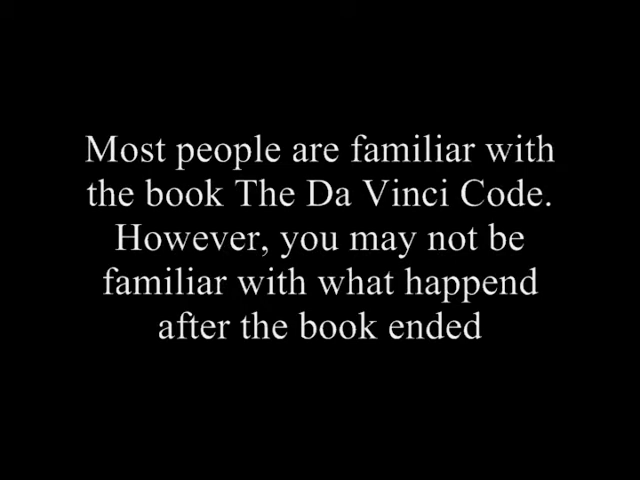 Most people are familiar with
the book The Da Vinci Code.
However, you may not be
familiar with what happend
after the book ended